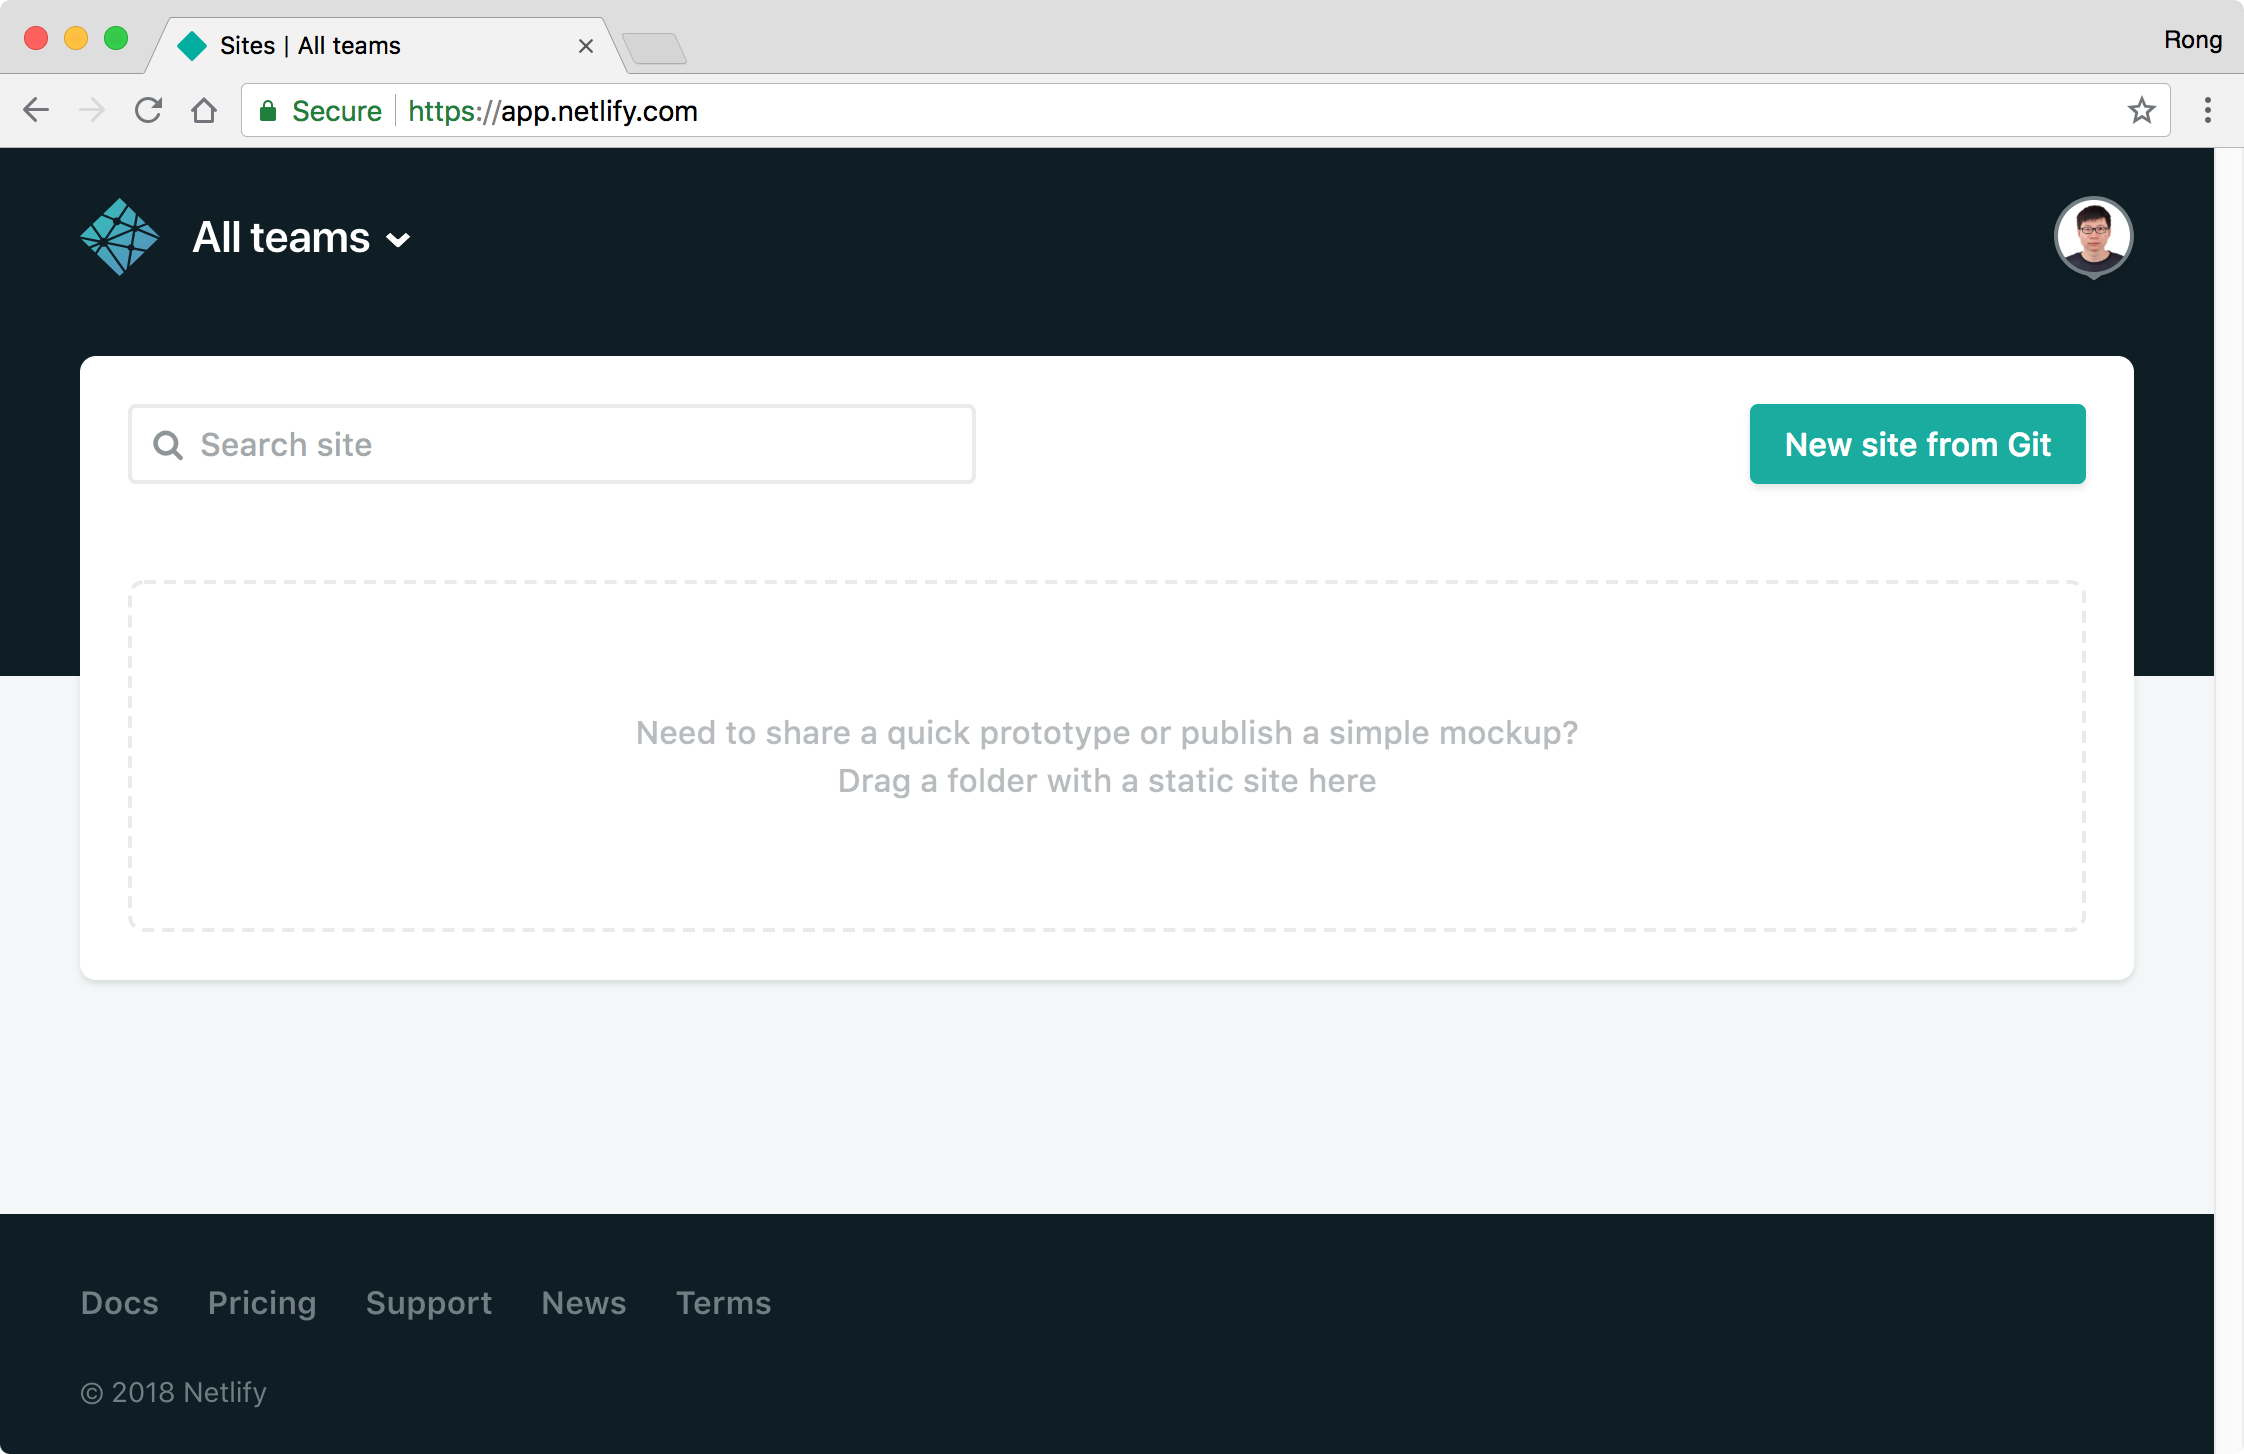 Sites | All teams
Rong
Secure
https://app.netlify.com
All teams
Search site
New site from Git
Need to share a quick prototype or publish a simple mockup?
Drag a folder with a static site here
Docs Pricing Support News Terms
© 2018 Netlify